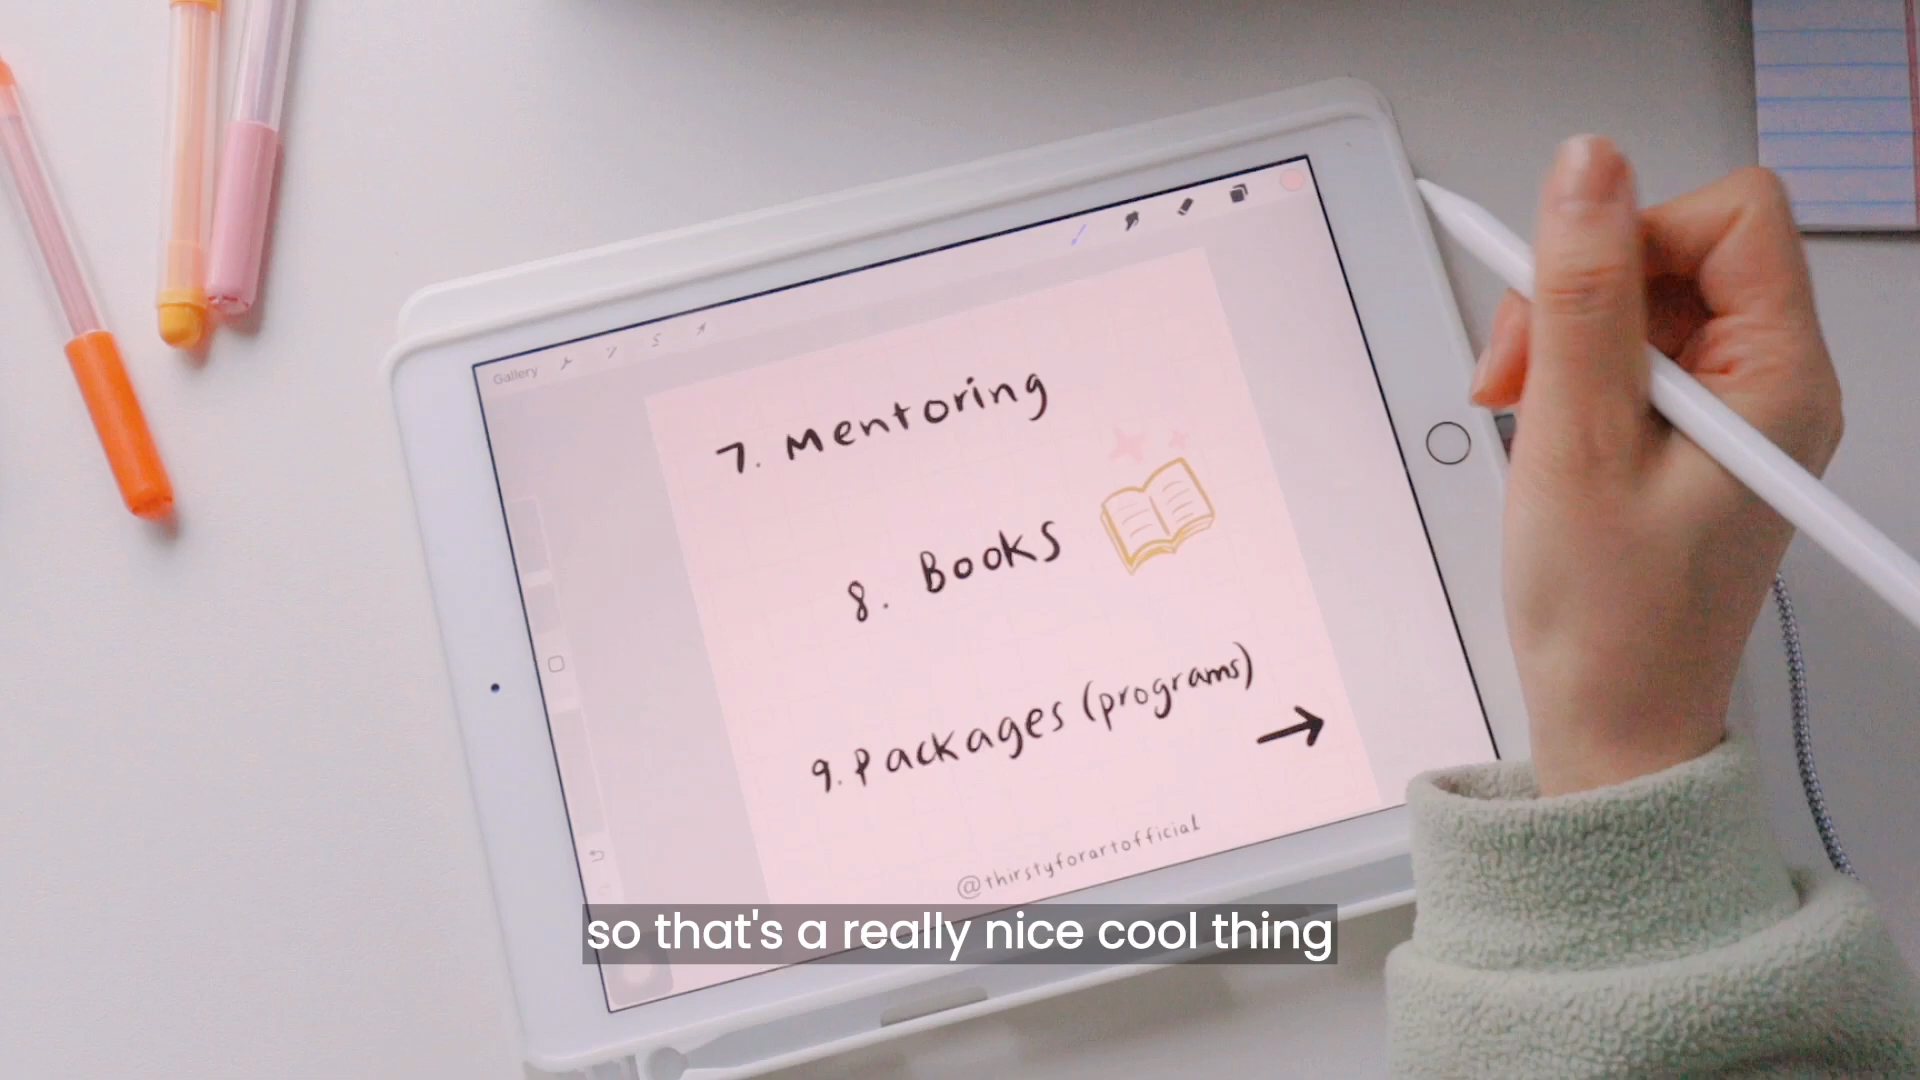 Gallery
7. Mentoring
8. Books
9. Packages (programs)
@thirstyforartofficial
so that's a really nice cool thing